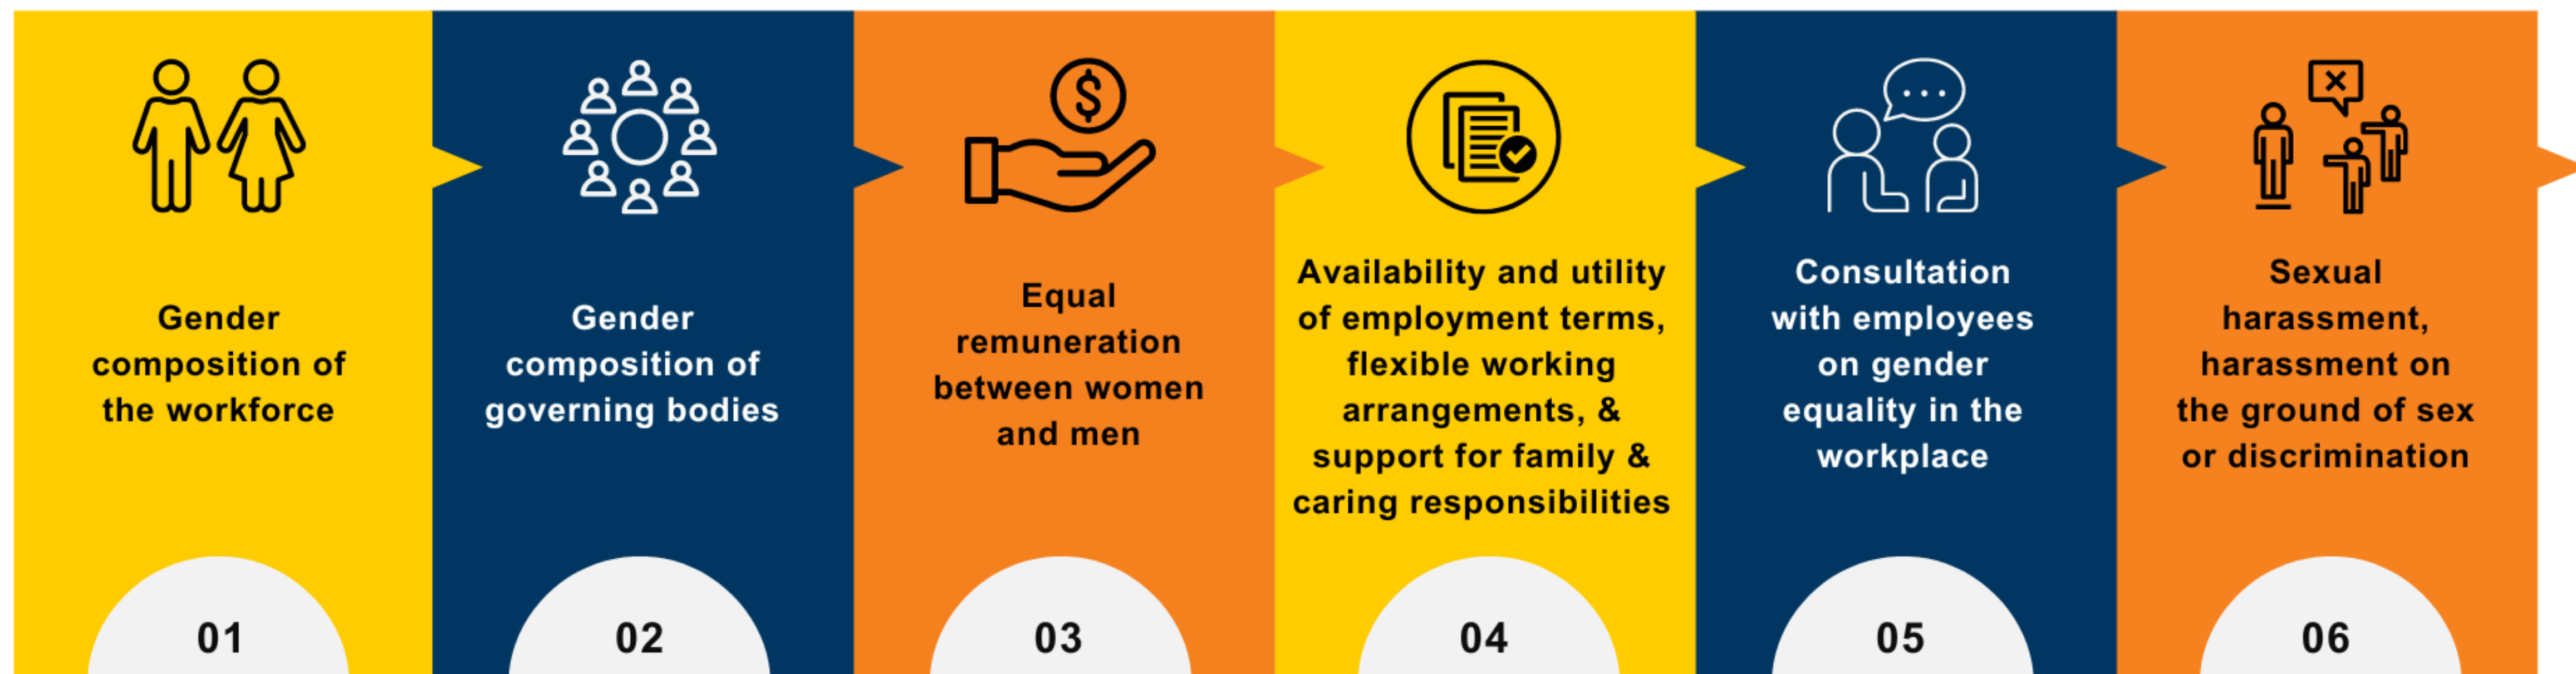 Gender
composition of
the workforce
01
Gender
composition of
governing bodies
02
$
Equal
remuneration
between women
and men
03
Availability and utility
of employment terms,
flexible working
arrangements, &
support for family &
caring responsibilities
04
Consultation
with employees
on gender
equality in the
workplace
05
Sexual
harassment,
harassment on
the ground of sex
or discrimination
06